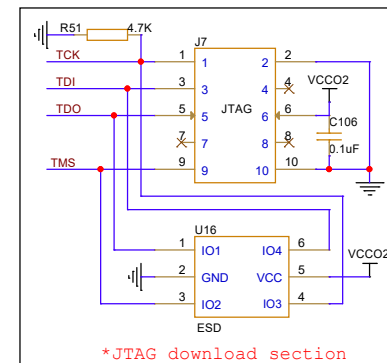 R51 4.7K
J7
TCK 1 1 2 2
TDI 3 3 4 4 VCCO2
TDO 5 5 JTAG 6 6
C106
7 7 8 8 0.1uF
TMS 9 9 10 10
U16
1 IO1 IO4 6
VCCO2
2 GND VCC 5
3 IO2 IO3 4
ESD
*JTAG download section